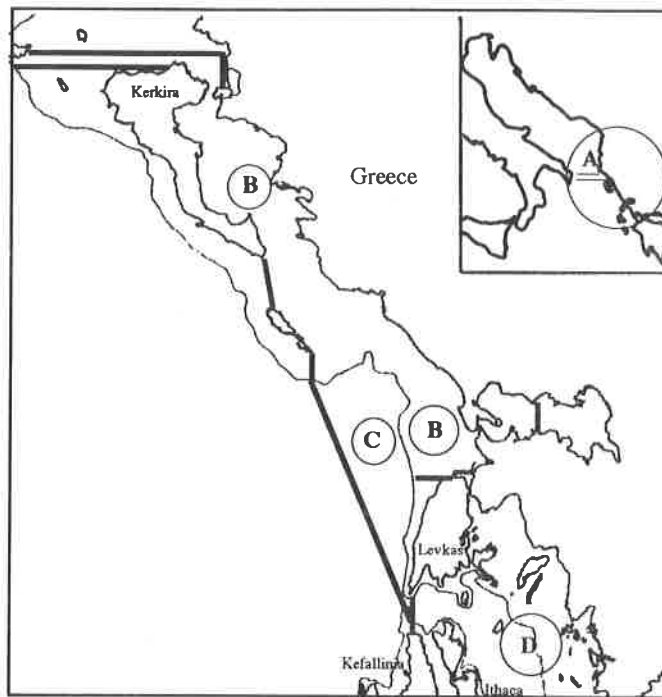 Kerkira
A
B
Greece
C
B
Levkas
D
Kefallinia
Ithaca